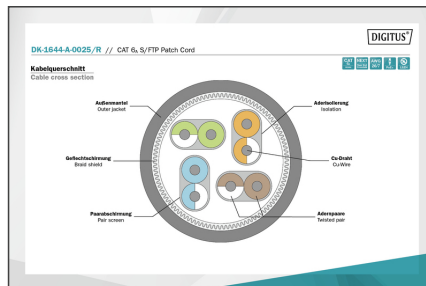 DIGITUS®
DK-1644-A-0025/R // CAT 6A S/FTP Patch Cord
Kabelquerschnitt
Cable cross section
Außenmantel
Outer jacket
Aderisolierung
Isolation
Geflechtschirmung
Braid shield
Cu-Draht
Cu-Wire
Paarabschirmung
Pair screen
Adernpaare
Twisted pair